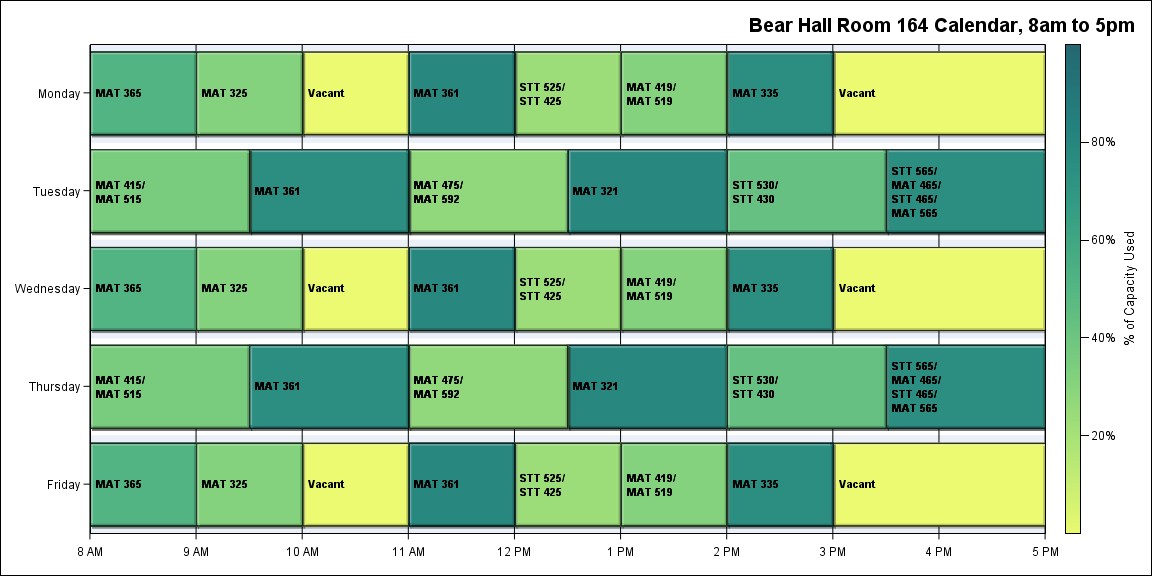 Bear Hall Room 164 Calendar, 8am to 5pm
Monday
MAT 365
MAT 325
Vacant
MAT 361
STT 525/
STT 425
MAT 419/
MAT 519
MAT 335
Vacant
Tuesday
MAT 415/
MAT 515
MAT 361
MAT 475/
MAT 592
MAT 321
STT 530/
STT 430
STT 565/
MAT 465/
STT 465/
MAT 565
Wednesday
MAT 365
MAT 325
Vacant
MAT 361
STT 525/
STT 425
MAT 419/
MAT 519
MAT 335
Vacant
Thursday
MAT 415/
MAT 515
MAT 361
MAT 475/
MAT 592
MAT 321
STT 530/
STT 430
STT 565/
MAT 465/
STT 465/
MAT 565
Friday
MAT 365
MAT 325
Vacant
MAT 361
STT 525/
STT 425
MAT 419/
MAT 519
MAT 335
Vacant
8 AM
9 AM
10 AM
11 AM
12 PM
1 PM
2 PM
3 PM
4 PM
5 PM
80%
60%
40%
20%
% of Capacity Used